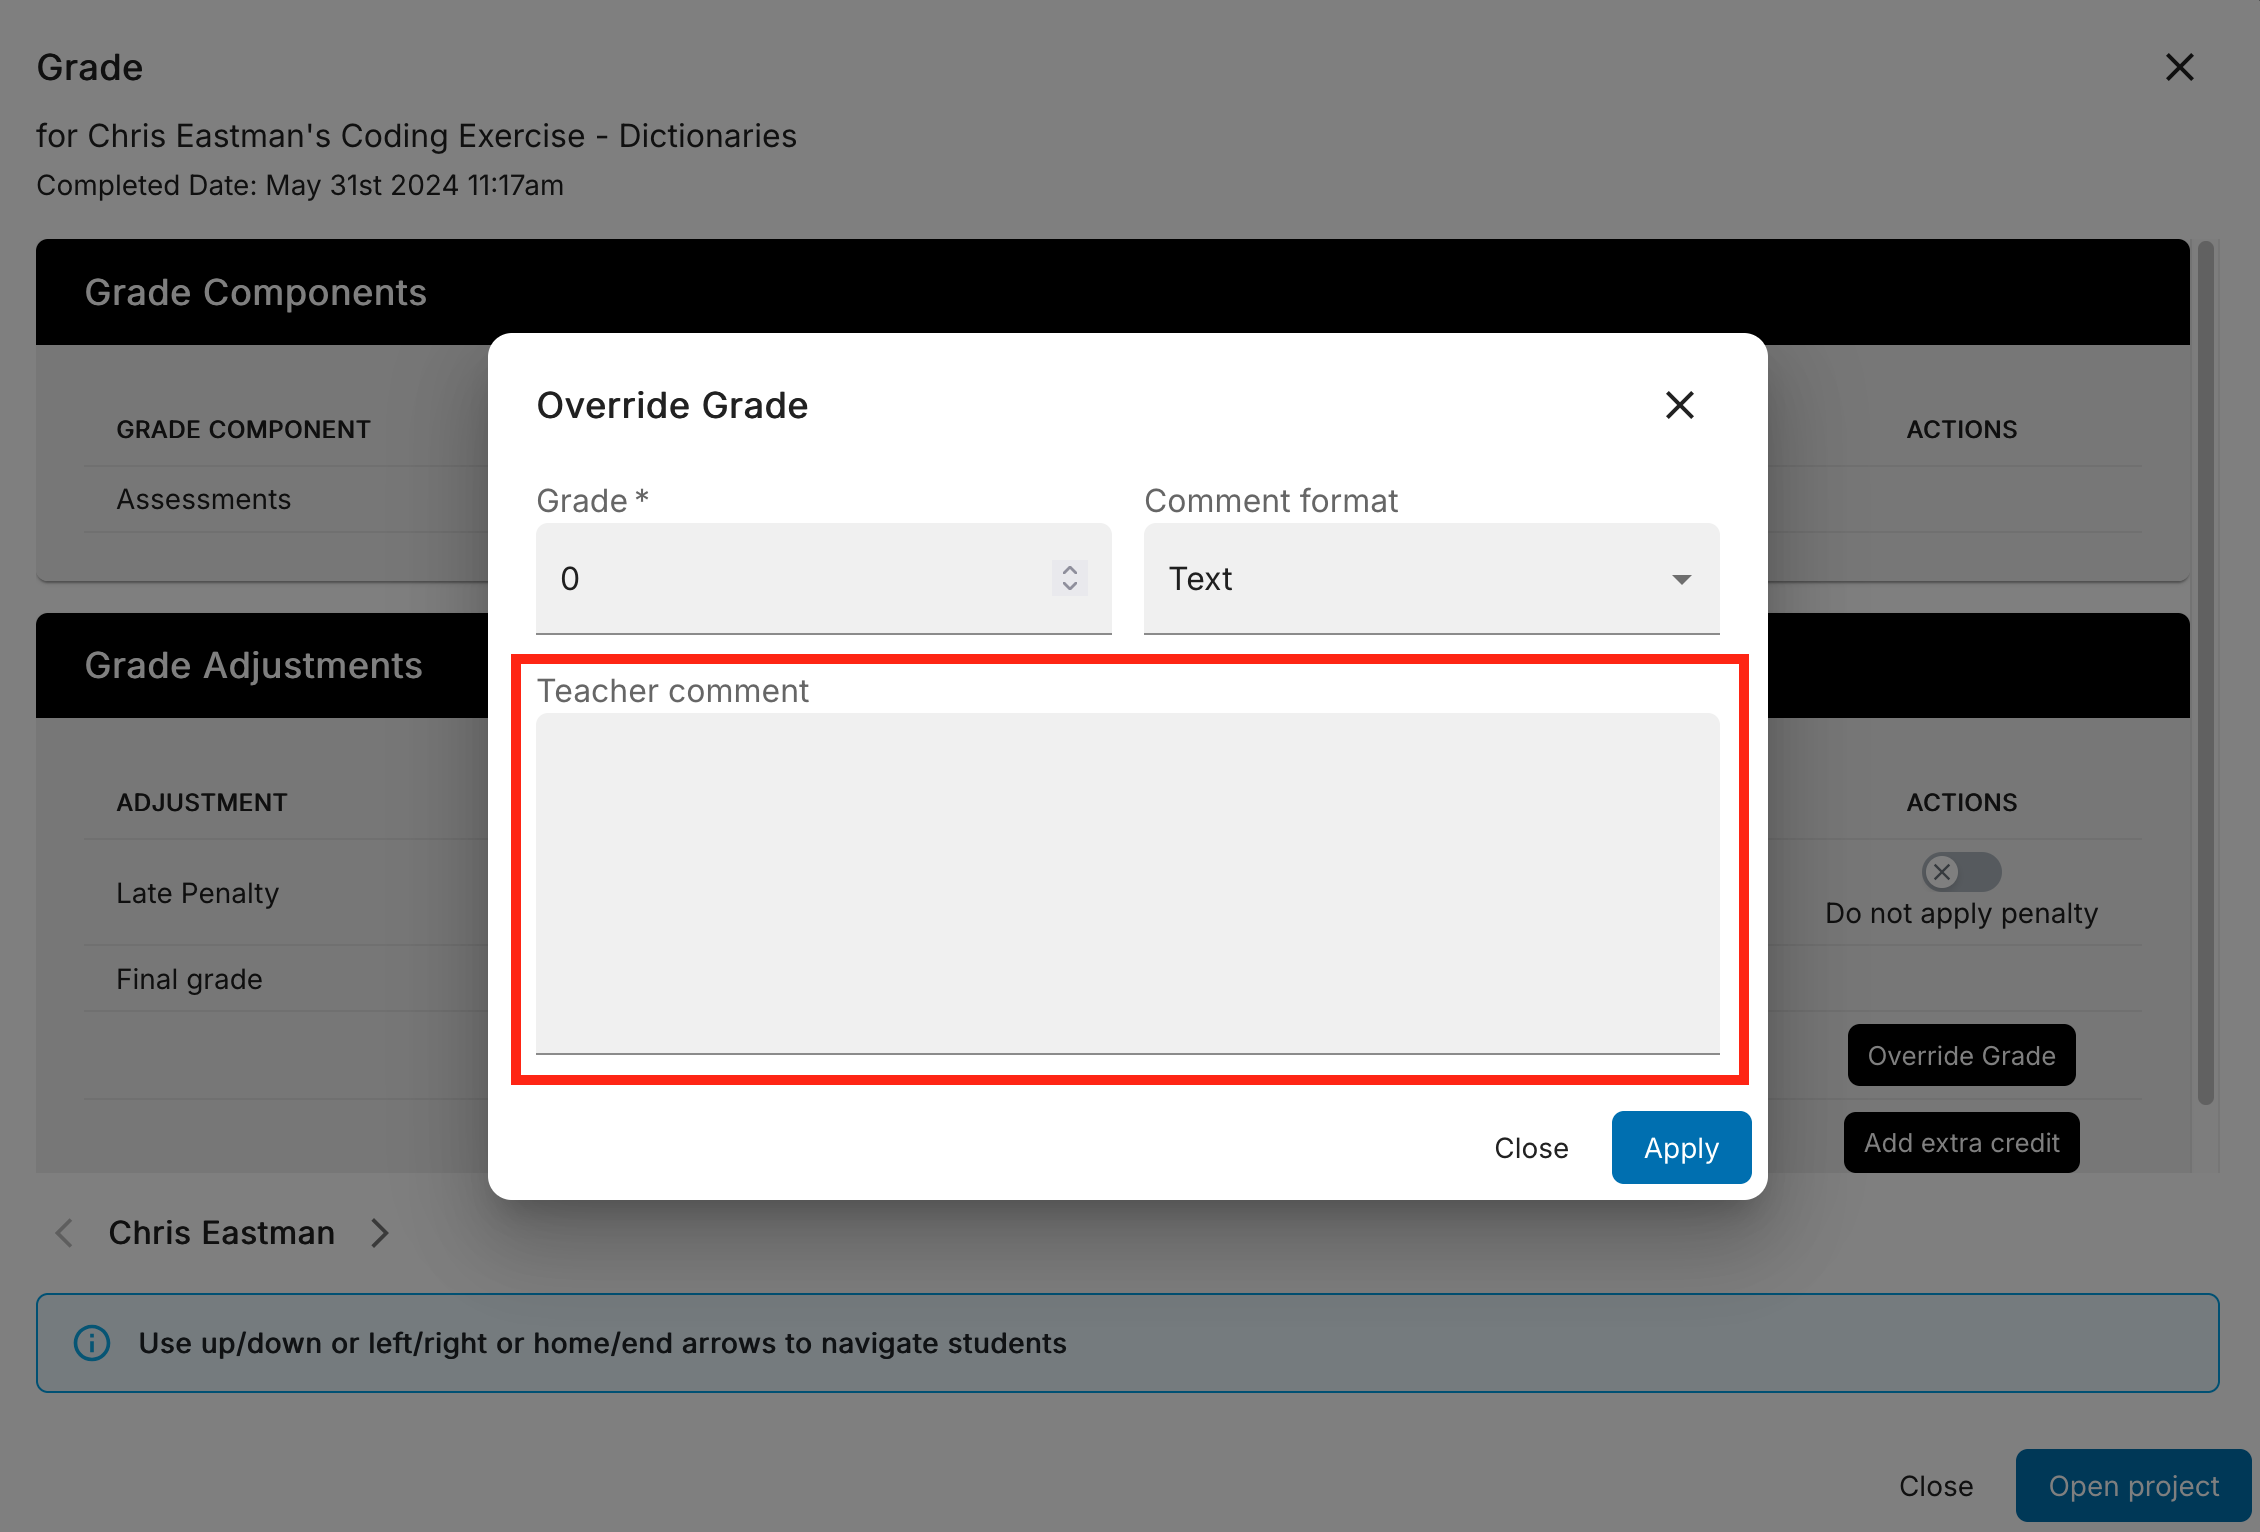 Grade
for Chris Eastman's Coding Exercise - Dictionaries
Completed Date: May 31st 2024 11:17am
Grade Components
GRADE COMPONENT
ACTIONS
Assessments
Grade Adjustments
ADJUSTMENT
ACTIONS
Late Penalty
Do not apply penalty
Final grade
Override Grade
Add extra credit
Override Grade
Grade *
Comment format
0
Text
Teacher comment
Close
Apply
Chris Eastman
Use up/down or left/right or home/end arrows to navigate students
Close
Open project